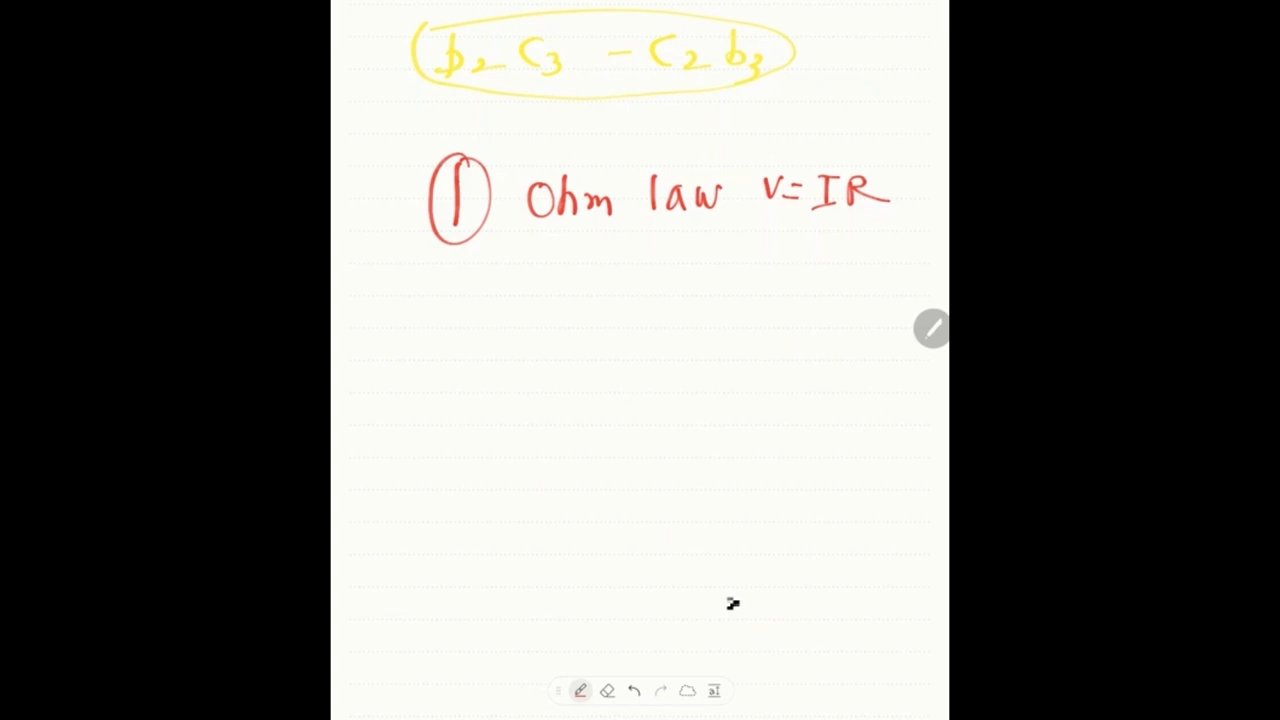 (b₂ C₃ - C₂ b₃
1 Ohm law V=IR